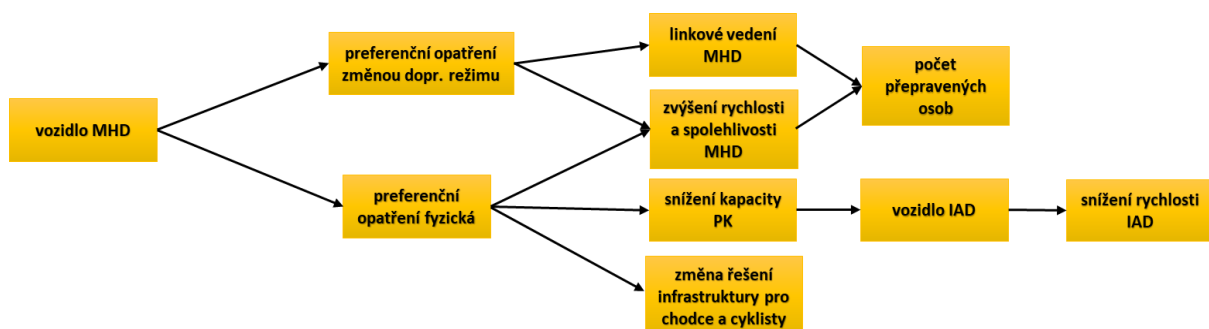 vozidlo MHD
preferenční opatření
změnou dopr. režimu
preferenční
opatření fyzická
linkové vedení
MHD
zvýšení rychlosti
a spolehlivosti
MHD
snížení kapacity
PK
změna řešení
infrastruktury pro
chodce a cyklisty
počet
přepravených
osob
vozidlo IAD
snížení rychlosti
IAD